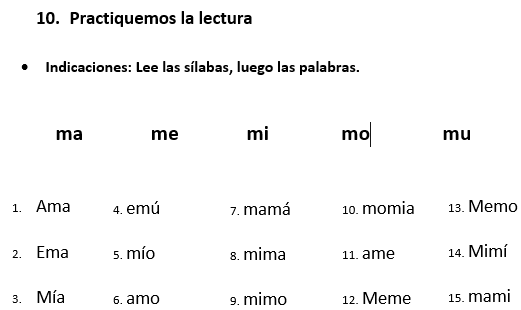 10. Practiquemos la lectura
• Indicaciones: Lee las sílabas, luego las palabras.
ma me mi mo mu
1. Ama 4. emú 7. mamá 10. momia 13. Memo
2. Ema 5. mío 8. mima 11. ame 14. Mimí
3. Mía 6. amo 9. mimo 12. Meme 15. mami